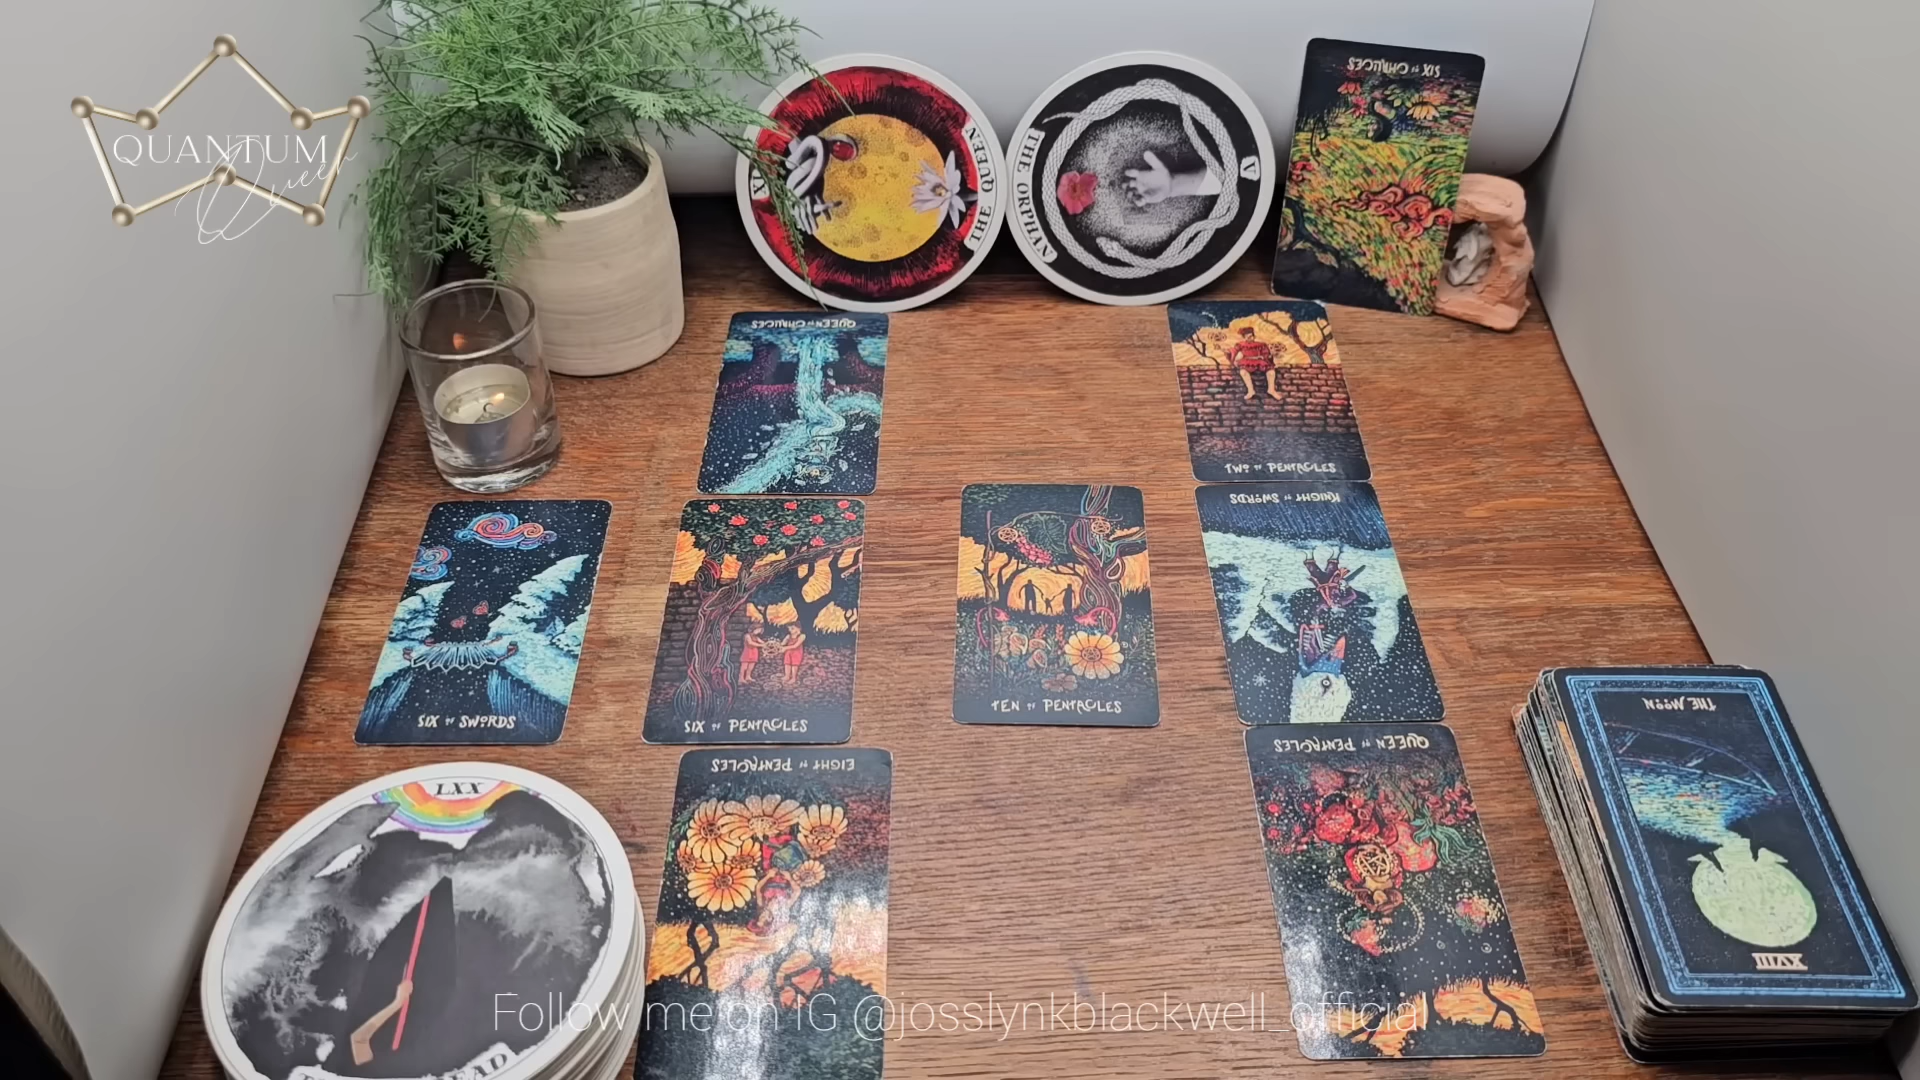 QUANTUM
Queen
IX
THE QUEEN
THE ORPHAN
V
SIX OF CHALICES
QUEEN OF CHALICES
TWO OF PENTACLES
KNIGHT OF SWORDS
SIX OF SWORDS
SIX OF PENTACLES
TEN OF PENTACLES
EIGHT OF PENTACLES
QUEEN OF PENTACLES
THE MOON
XVIII
LXX
Follow me on IG @josslynkblackwell_official